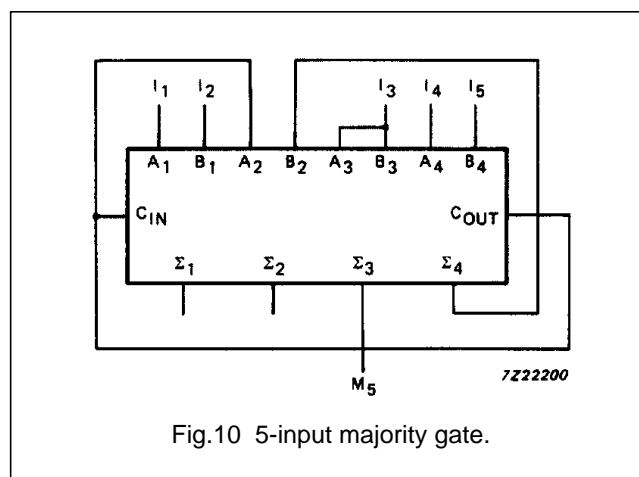 I1 I2 I3 I4 I5
A1 B1 A2 B2 A3 B3 A4 B4
CIN COUT
Σ1 Σ2 Σ3 Σ4
M5 7Z22200
Fig.10 5-input majority gate.